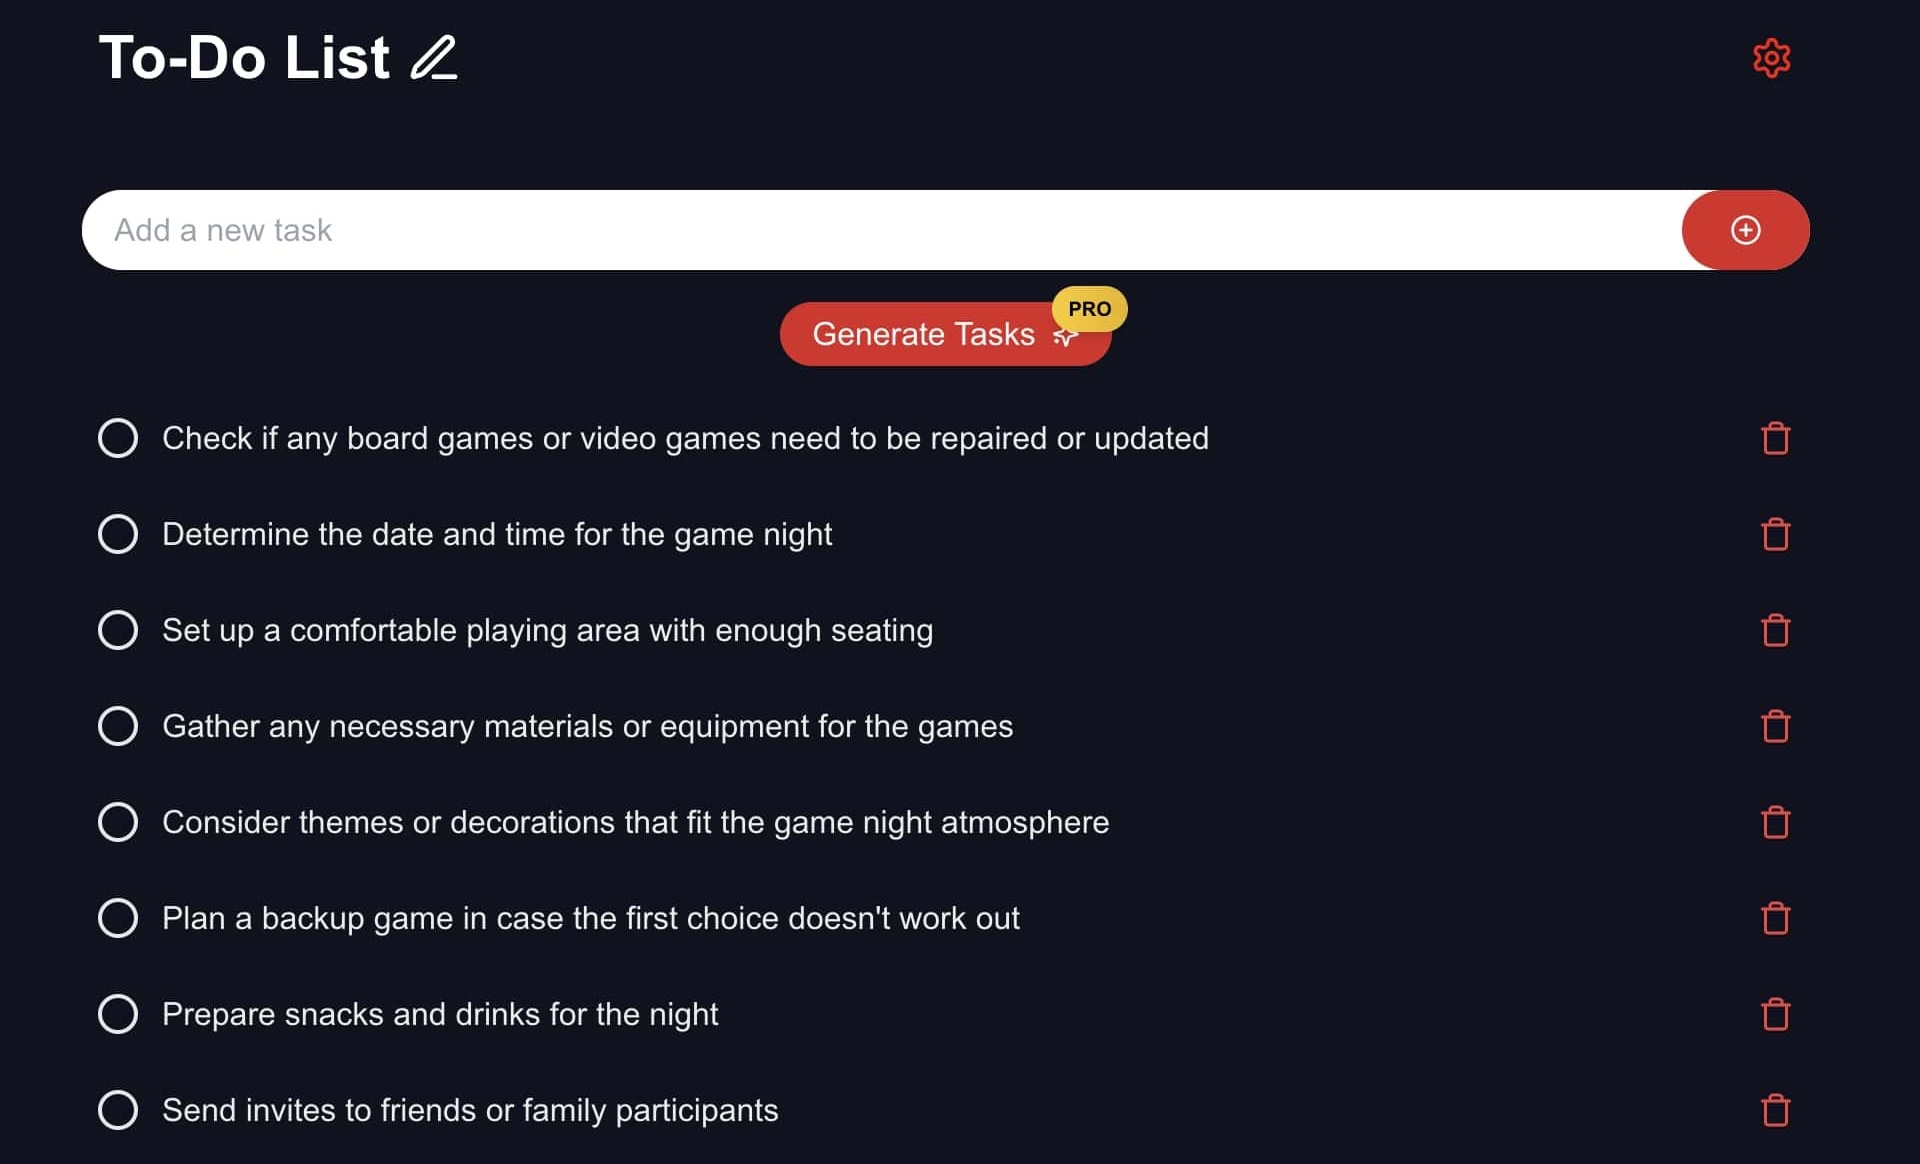 To-Do List
Add a new task
PRO
Generate Tasks
Check if any board games or video games need to be repaired or updated
Determine the date and time for the game night
Set up a comfortable playing area with enough seating
Gather any necessary materials or equipment for the games
Consider themes or decorations that fit the game night atmosphere
Plan a backup game in case the first choice doesn't work out
Prepare snacks and drinks for the night
Send invites to friends or family participants